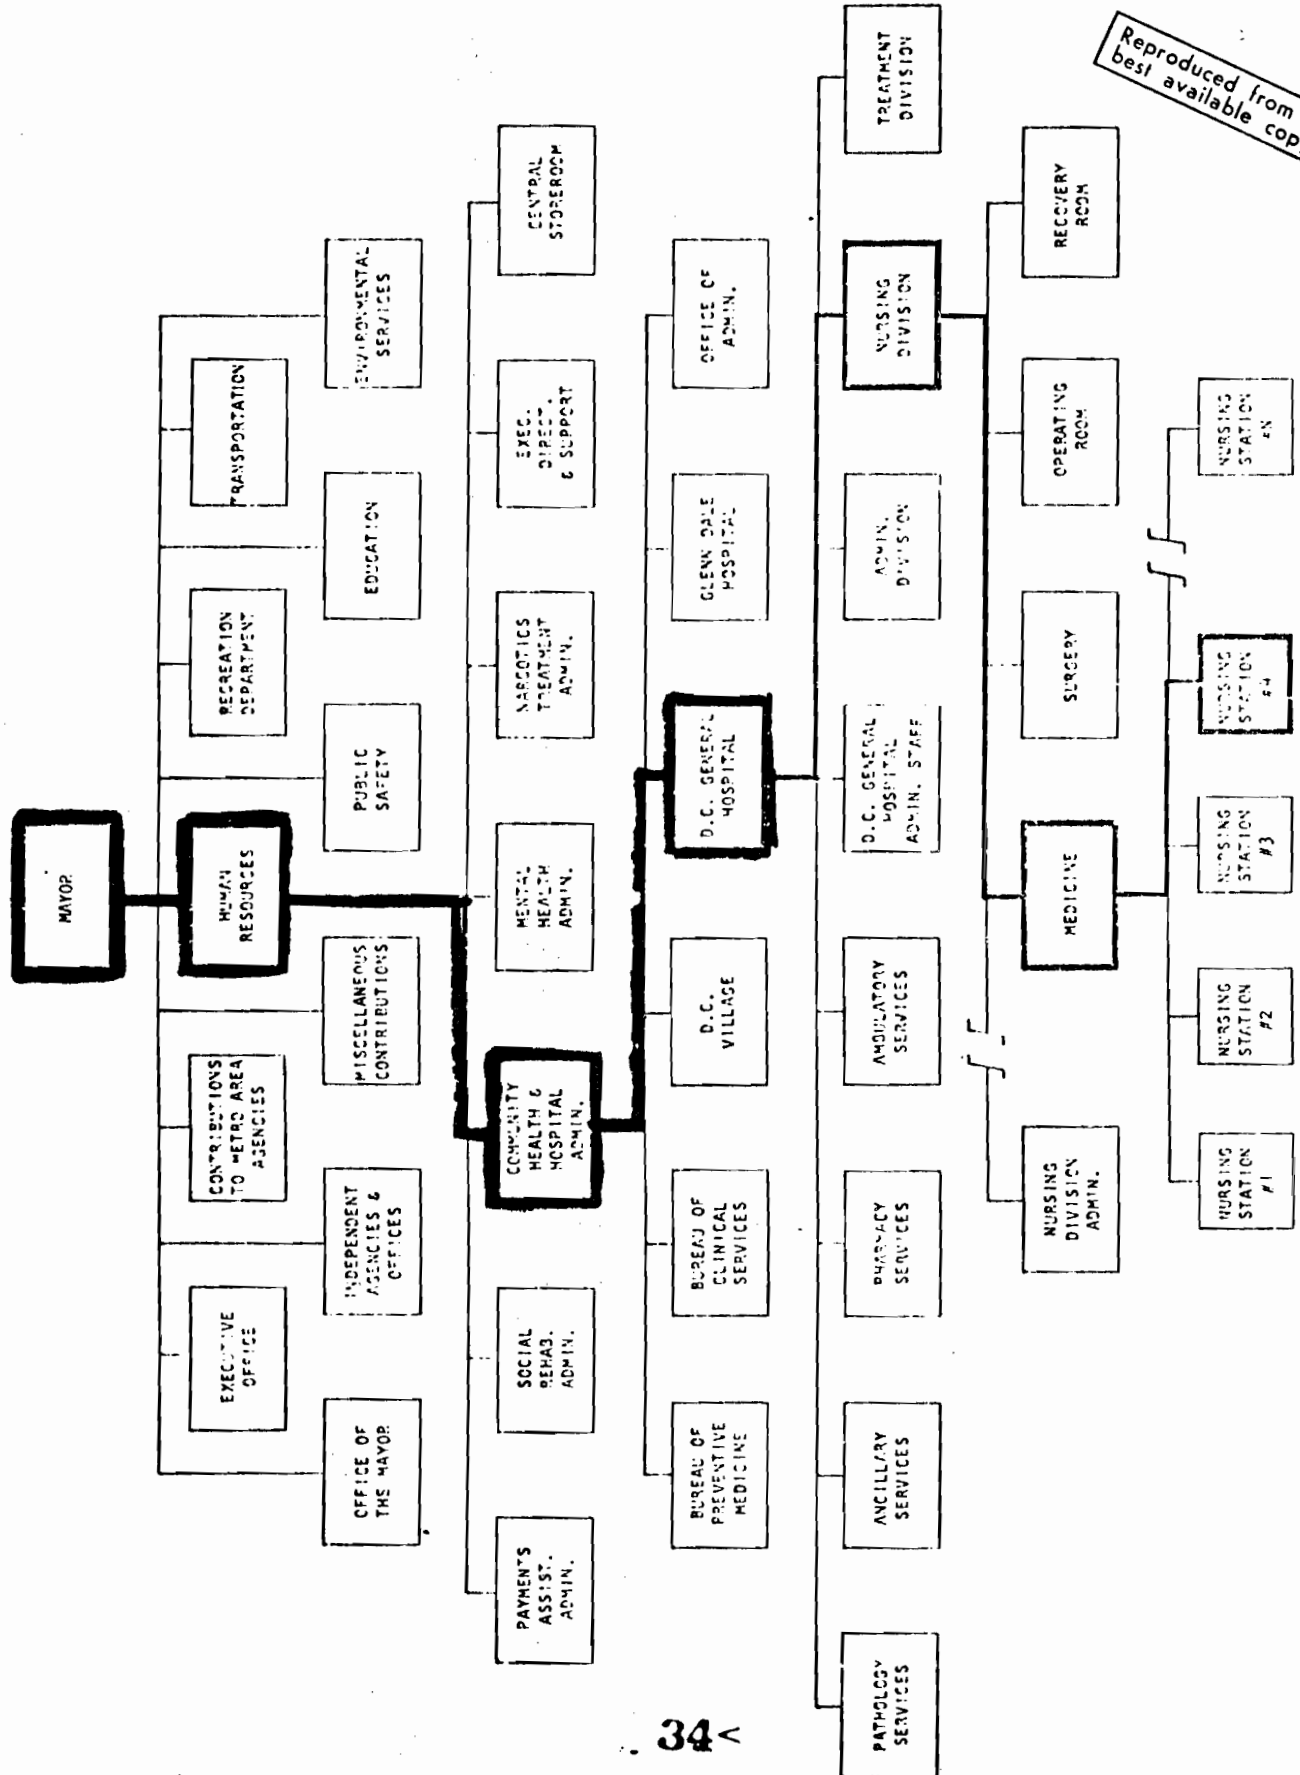 Reproduced from
best available cop
MAYOR
HUMAN
RESOURCES
EXECUTIVE
OFFICE
CONTRIBUTIONS
TO METRO AREA
AGENCIES
RECREATION
DEPARTMENT
TRANSPORTATION
OFFICE OF
THE MAYOR
INDEPENDENT
AGENCIES &
OFFICES
MISCELLANEOUS
CONTRIBUTIONS
PUBLIC
SAFETY
EDUCATION
ENVIRONMENTAL
SERVICES
PAYMENTS
ASSIST.
ADMIN.
SOCIAL
REHAB.
ADMIN.
COMMUNITY
HEALTH &
HOSPITAL
ADMIN.
MENTAL
HEALTH
ADMIN.
NARCOTICS
TREATMENT
ADMIN.
EXEC.
DIRECT.
& SUPPORT
CENTRAL
STOREROOM
BUREAU OF
PREVENTIVE
MEDICINE
BUREAU OF
CLINICAL
SERVICES
D.C.
VILLAGE
D.C. GENERAL
HOSPITAL
GLENN DALE
HOSPITAL
OFFICE OF
ADMIN.
PATHOLOGY
SERVICES
ANCILLARY
SERVICES
PHARMACY
SERVICES
AMBULATORY
SERVICES
D.C. GENERAL
HOSPITAL
ADMIN. STAFF
ADMIN.
DIVISION
NURSING
DIVISION
TREATMENT
DIVISION
NURSING
DIVISION
ADMIN.
MEDICINE
SURGERY
OPERATING
ROOM
RECOVERY
ROOM
NURSING
STATION
#1
NURSING
STATION
#2
NURSING
STATION
#3
NURSING
STATION
#4
NURSING
STATION
#N
34<